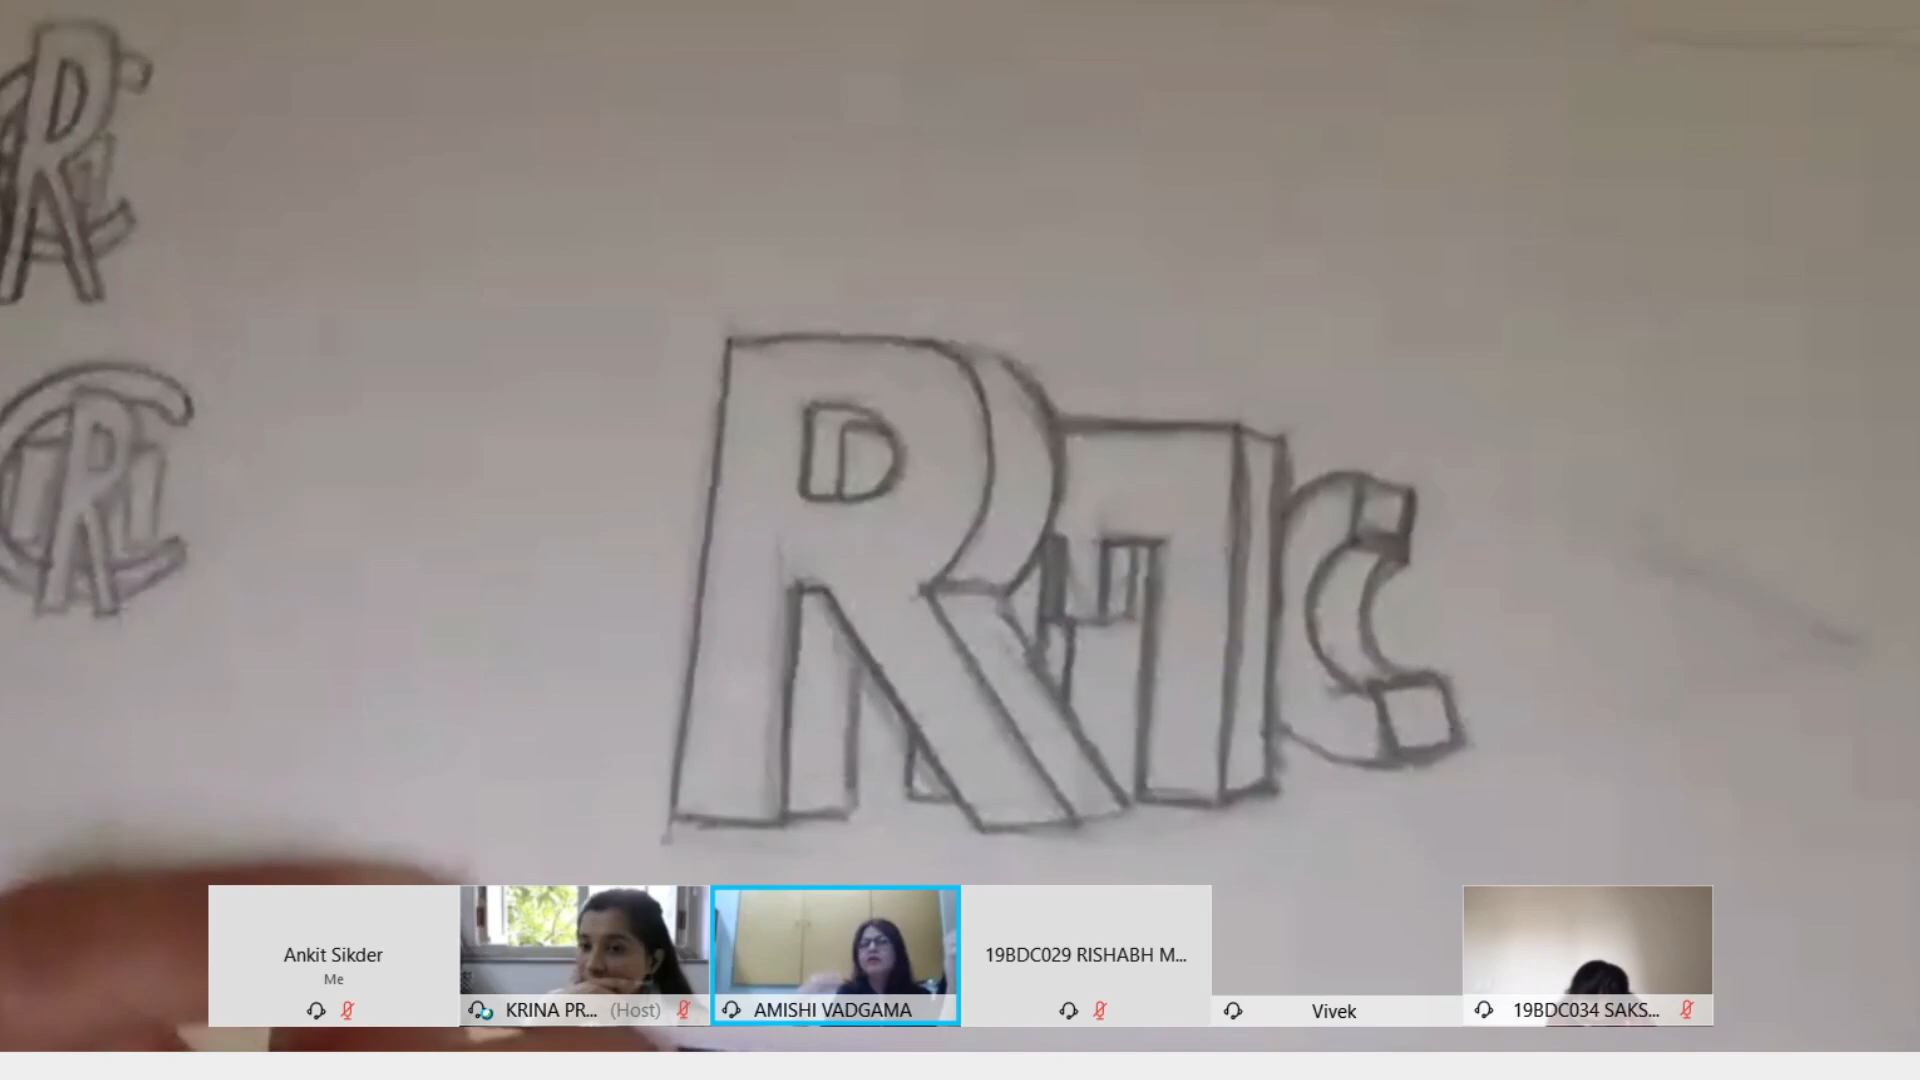 R
Ankit Sikder
Me
KRINA PR... (Host)
AMISHI VADGAMA
19BDC029 RISHABH M...
Vivek
19BDC034 SAKS...